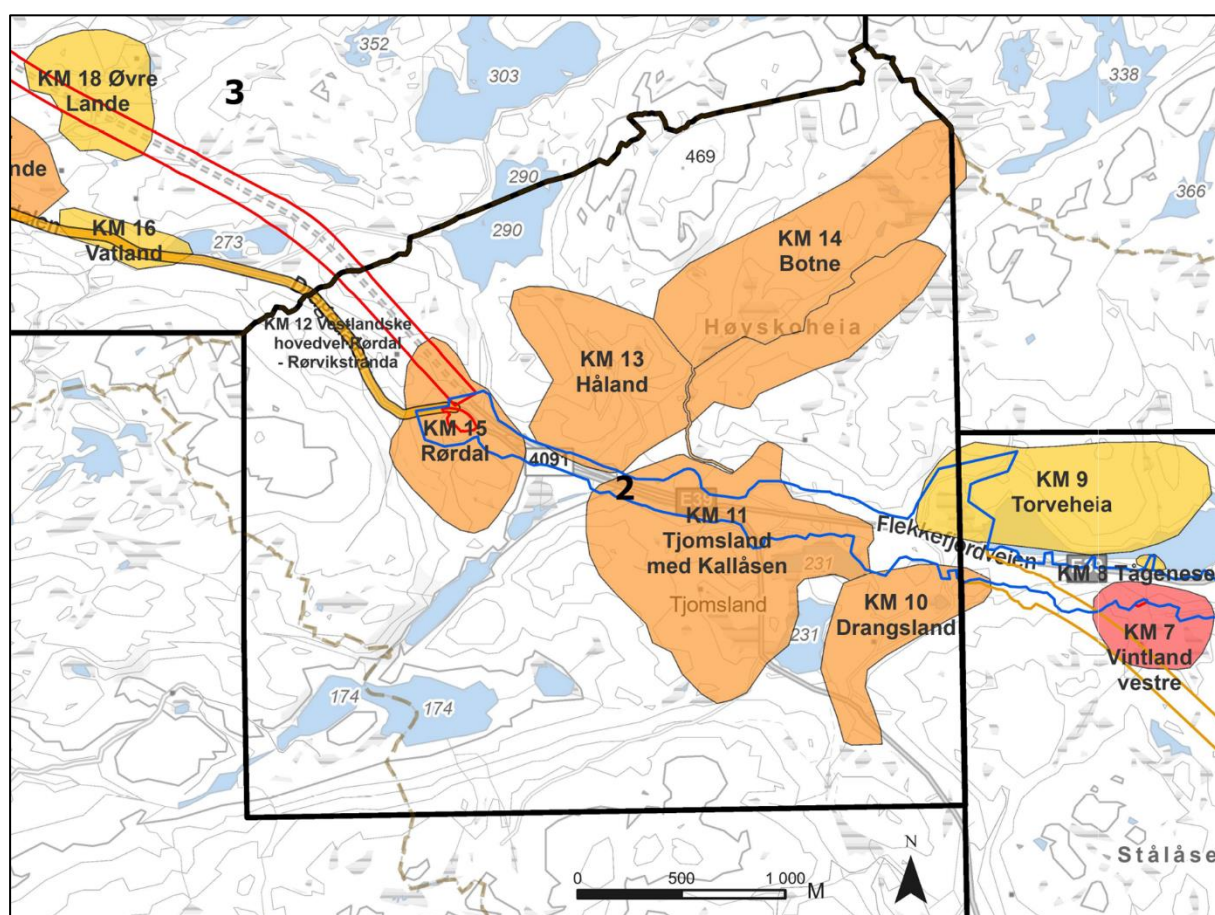 352
303
338
KM 18 Øvre
Lande
3
469
366
nde
290
290
KM 16
Vatland
273
KM 14
Botne
KM 12 Vestlandske
hovedvei Rørdal
- Rørvikstranda
Høyskoheia
KM 13
Håland
KM 15
Rørdal
4091
2
E39
KM 9
Torveheia
KM 11
Tjomsland
med Kallåsen
Flekkefjordveien
231
KM 8 Tågenese
Tjomsland
KM 10
Drangsland
231
KM 7
Vintland
vestre
174
174
N
Stålåse
0 500 1 000
M